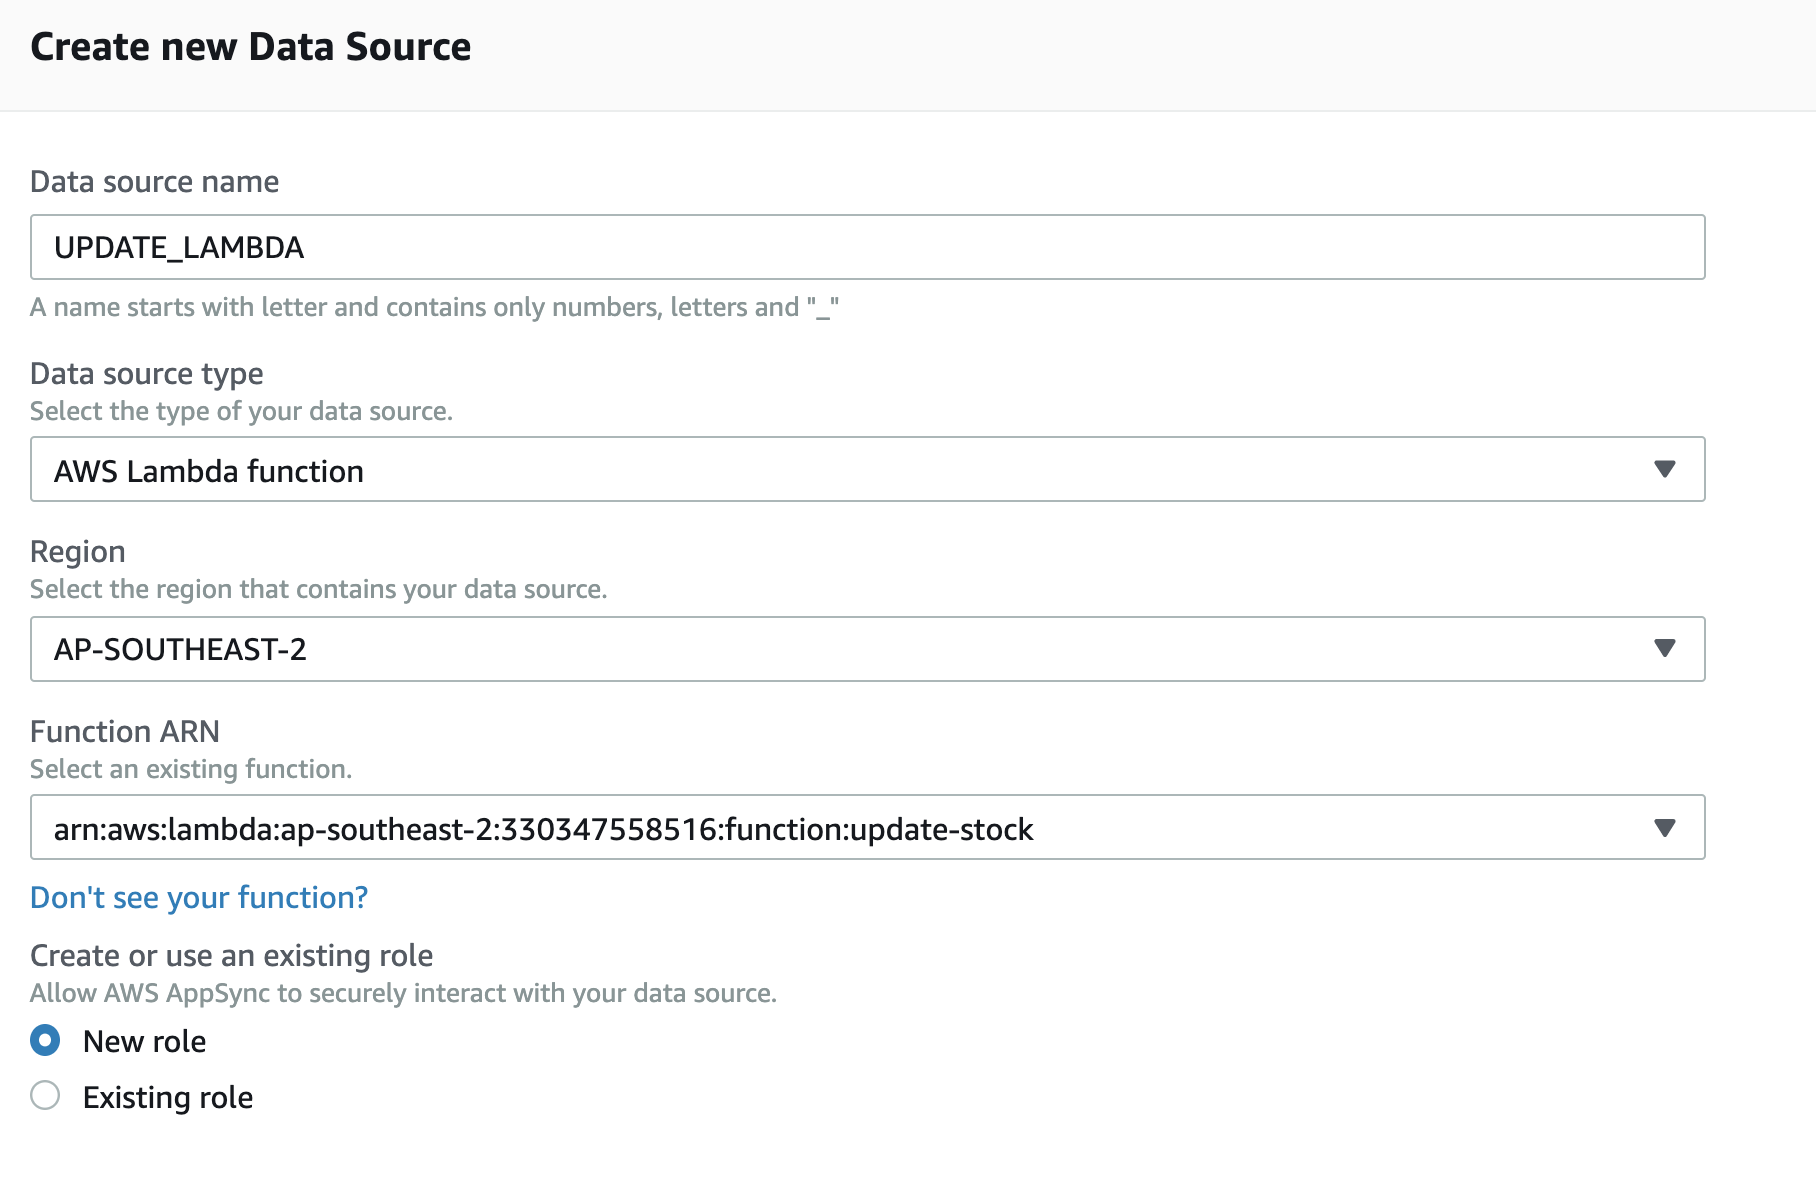 Create new Data Source
Data source name
UPDATE_LAMBDA
A name starts with letter and contains only numbers, letters and "_"
Data source type
Select the type of your data source.
AWS Lambda function
Region
Select the region that contains your data source.
AP-SOUTHEAST-2
Function ARN
Select an existing function.
arn:aws:lambda:ap-southeast-2:330347558516:function:update-stock
Don't see your function?
Create or use an existing role
Allow AWS AppSync to securely interact with your data source.
New role
Existing role